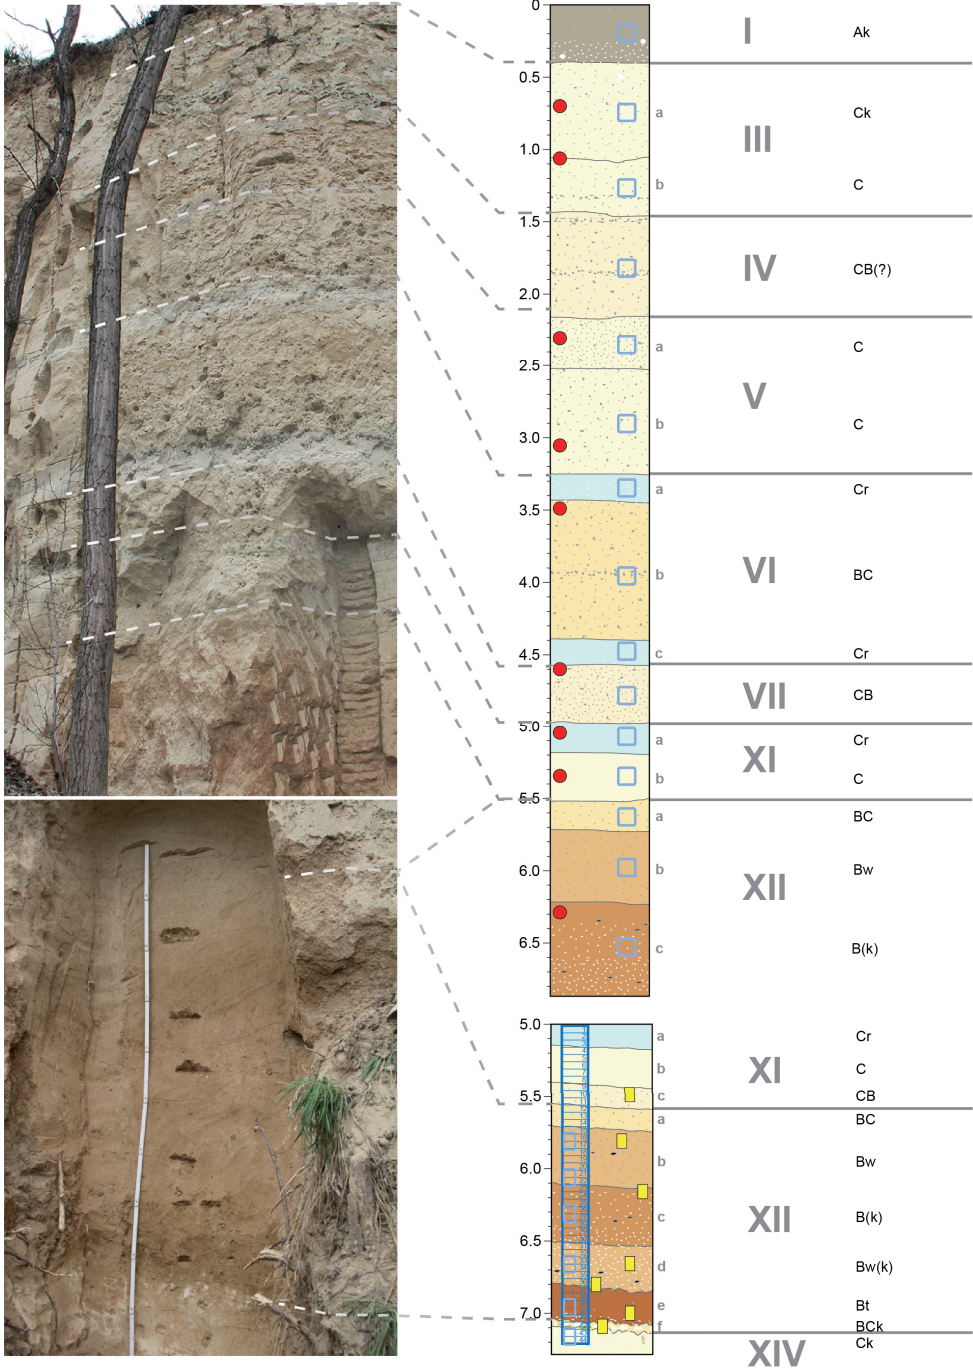 0
I
Ak
0.5
a
Ck
III
1.0
b
C
1.5
IV
CB(?)
2.0
a
C
2.5
V
b
C
3.0
a
Cr
3.5
VI
b
BC
4.0
c
Cr
4.5
VII
CB
5.0
a
Cr
XI
b
C
5.5
a
BC
b
Bw
6.0
XII
6.5
c
B(k)
5.0
a
Cr
XI
b
C
5.5
c
CB
a
BC
b
Bw
6.0
XII
c
B(k)
6.5
d
Bw(k)
e
Bt
7.0
f
BCk
XIV
Ck